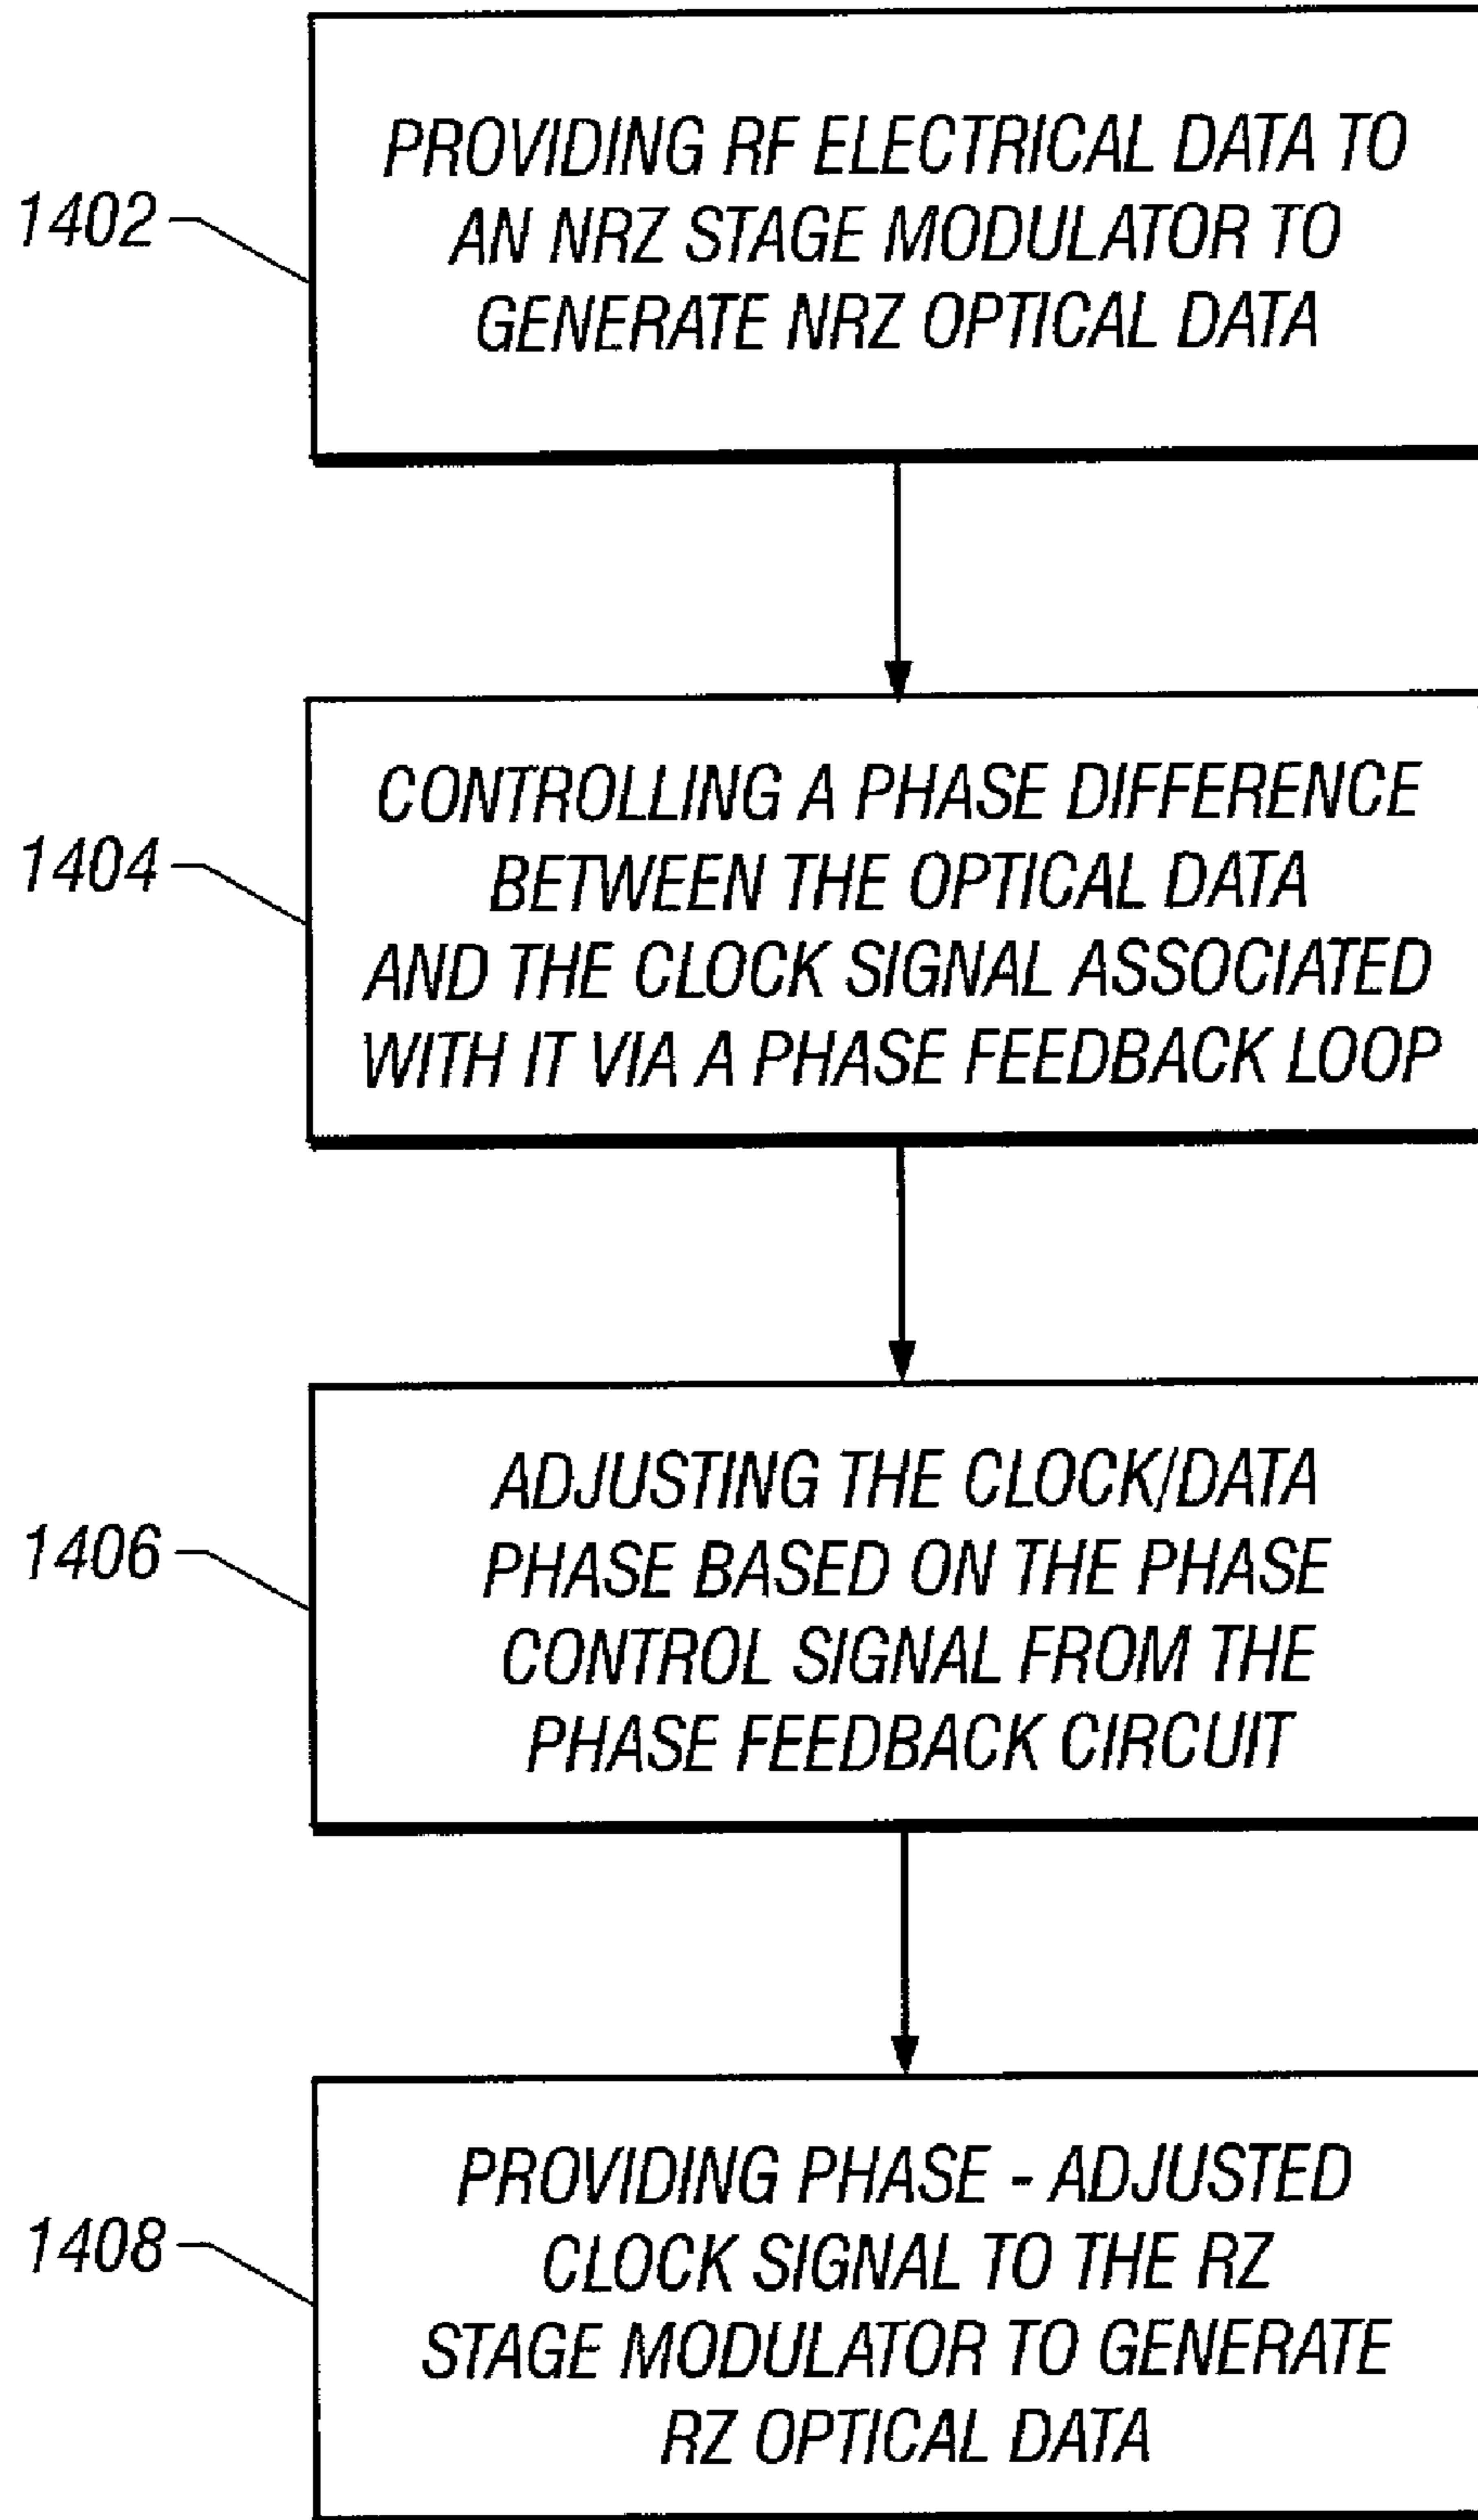 PROVIDING RF ELECTRICAL DATA TO
1402
AN NRZ STAGE MODULATOR TO
GENERATE NRZ OPTICAL DATA
CONTROLLING A PHASE DIFFERENCE
1404
BETWEEN THE OPTICAL DATA
AND THE CLOCK SIGNAL ASSOCIATED
WITH IT VIA A PHASE FEEDBACK LOOP
ADJUSTING THE CLOCK/DATA
1406
PHASE BASED ON THE PHASE
CONTROL SIGNAL FROM THE
PHASE FEEDBACK CIRCUIT
PROVIDING PHASE - ADJUSTED
1408
CLOCK SIGNAL TO THE RZ
STAGE MODULATOR TO GENERATE
RZ OPTICAL DATA